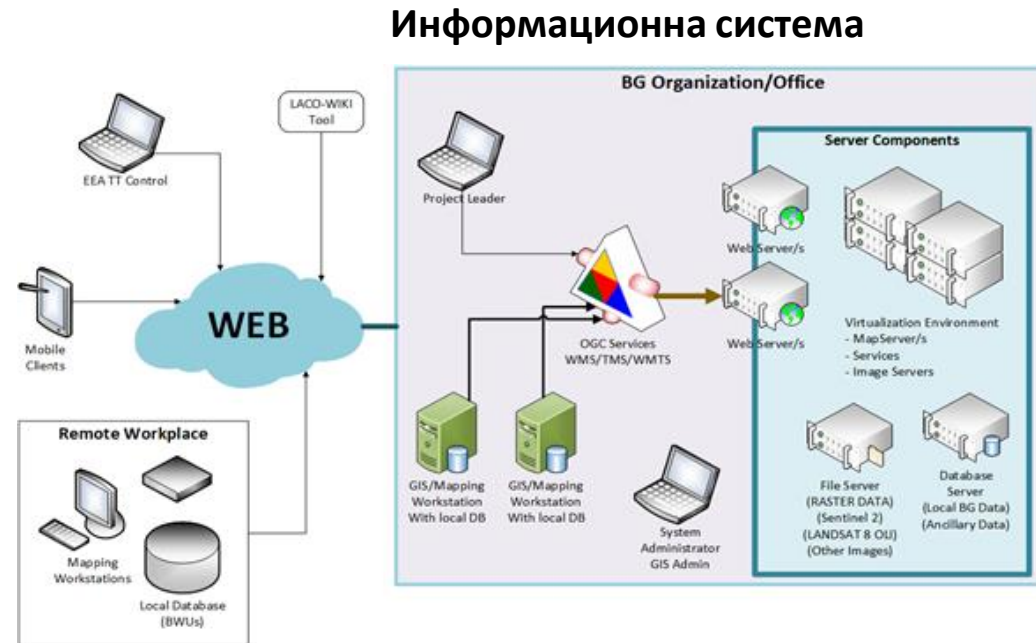 Информационна система
BG Organization/Office
LACO-WIKI
Tool
EEA TT Control
Project Leader
Server Components
Web Server/s
WEB
Mobile
Clients
OGC Services
WMS/TMS/WMTS
Web Server/s
Virtualization Environment
- MapServer/s
- Services
- Image Servers
Remote Workplace
Mapping
Workstations
Local Database
(BWUs)
GIS/Mapping
Workstation
With local DB
GIS/Mapping
Workstation
With local DB
System
Administrator
GIS Admin
File Server
(RASTER DATA)
(Sentinel 2)
(LANDSAT 8 OLI)
(Other Images)
Database
Server
(Local BG Data)
(Ancillary Data)